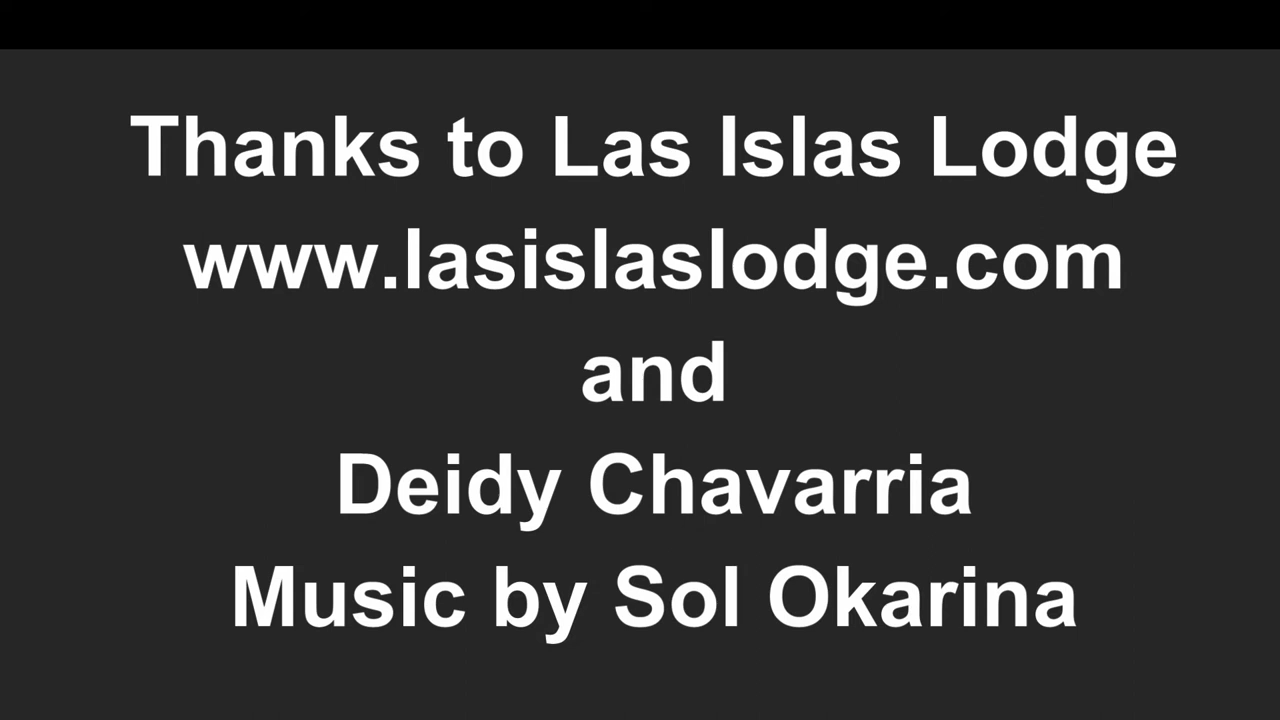 Thanks to Las Islas Lodge
www.lasislaslodge.com
and
Deidy Chavarria
Music by Sol Okarina